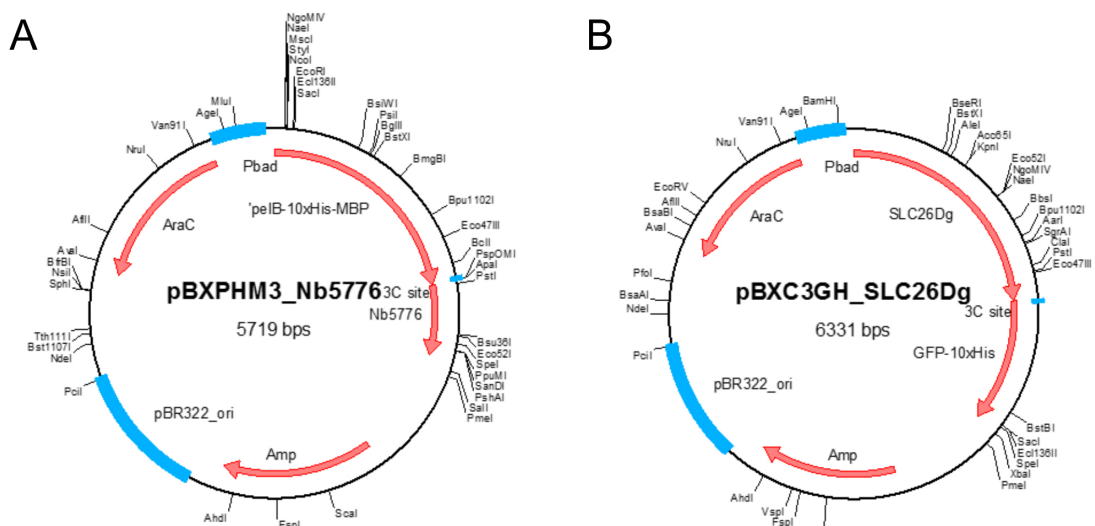 A
NgoMIV
NaeI
MscI
StyI
NcoI
EcoRI
Ecl136II
SacI
MluI
AgeI
Van91I
NruI
BsiWI
PsiI
BglII
BstXI
BmgBI
Bpu1102I
Eco47III
BclI
PspOMI
ApaI
PstI
Pbad
'pelB-10xHis-MBP
AraC
AflII
AvaI
BfrBI
NsiI
SphI
pBXPHM3_Nb5776
3C site
5719 bps
Nb5776
Tth111I
Bst1107I
NdeI
PciI
Bsu36I
Eco52I
SpeI
PpuMI
SanDI
PshAI
SalI
PmeI
pBR322_ori
Amp
AhdI
FspI
ScaI
B
BamHI
AgeI
Van91I
NruI
BseRI
BstXI
AleI
Acc65I
KpnI
Eco52I
NgoMIV
NaeI
BbsI
Bpu1102I
AarI
SgrAI
ClaI
PstI
Eco47III
Pbad
SLC26Dg
AraC
EcoRV
AflII
BsaBI
AvaI
PfoI
BsaAI
NdeI
PciI
pBXC3GH_SLC26Dg
3C site
6331 bps
GFP-10xHis
BstBI
SacI
Ecl136II
SpeI
XbaI
PmeI
pBR322_ori
Amp
AhdI
VspI
FspI